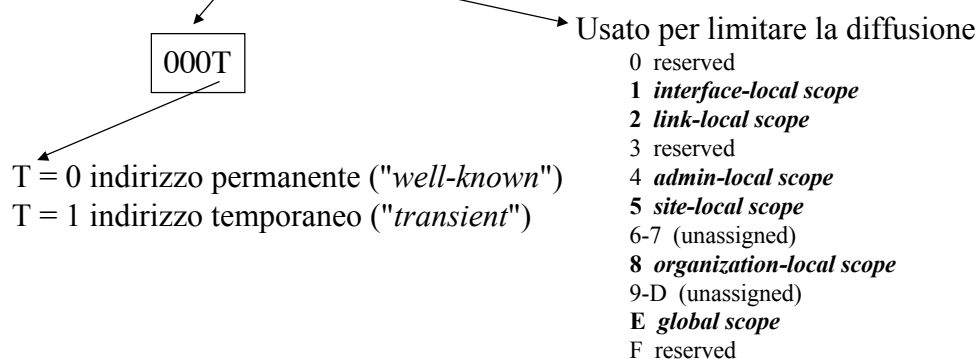 Usato per limitare la diffusione
000T
0 reserved
1 interface-local scope
2 link-local scope
3 reserved
4 admin-local scope
5 site-local scope
6-7 (unassigned)
8 organization-local scope
9-D (unassigned)
E global scope
F reserved
T = 0 indirizzo permanente ("well-known")
T = 1 indirizzo temporaneo ("transient")